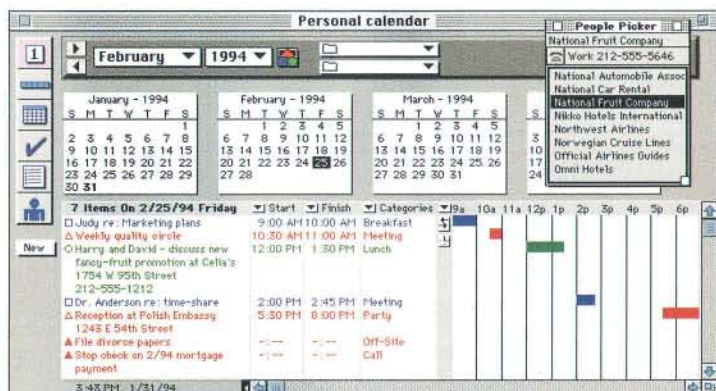 Personal calendar
People Picker
National Fruit Company
Work 212-555-5646
National Automobile Assoc
National Car Rental
National Fruit Company
Nikko Hotels International
Northwest Airlines
Norwegian Cruise Lines
Official Airlines Guides
Omni Hotels
1
February 1994
January - 1994
S M T W T F S
1
2 3 4 5 6 7 8
9 10 11 12 13 14 15
16 17 18 19 20 21 22
23 24 25 26 27 28 29
30 31
February - 1994
S M T W T F S
1 2 3 4 5
6 7 8 9 10 11 12
13 14 15 16 17 18 19
20 21 22 23 24 25 26
27 28
March - 1994
S M T W T F S
1 2 3 4 5
6 7 8 9 10 11 12
13 14 15 16 17 18 19
20 21 22 23 24 25 26
27 28 29 30 31
New
7 Items On 2/25/94 Friday Start Finish Categories 9a 10a 11a 12p 1p 2p 3p 4p 5p 6p
Judy re: Marketing plans 9:00 AM 10:00 AM Breakfast
Weekly quality circle 10:30 AM 11:00 AM Meeting
Harry and David - discuss new 12:00 PM 1:30 PM Lunch
fancy-fruit promotion at Celia's
1754 W 95th Street
212-555-1212
Dr. Anderson re: time-share 2:00 PM 2:45 PM Meeting
Reception at Polish Embassy 5:30 PM 8:00 PM Party
1243 E 54th Street
File divorce papers -:-- -:-- Off-Site
Stop check on 2/94 mortgage -:-- -:-- Call
payment
3:43 PM 1/31/94